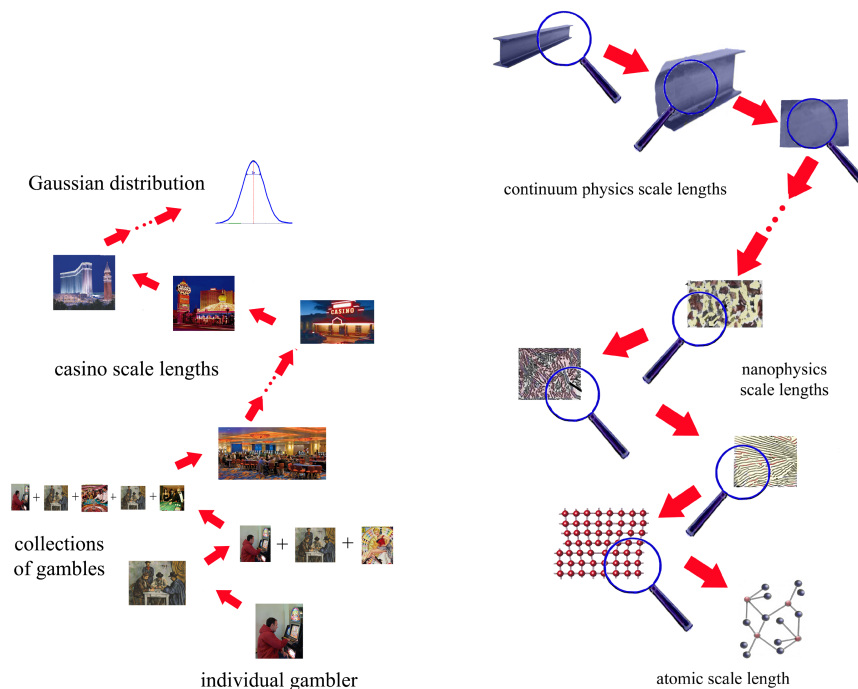 Gaussian distribution
casino scale lengths
collections
of gambles
individual gambler
continuum physics scale lengths
nanophysics
scale lengths
atomic scale length
CASINO
+ + + +
+ +